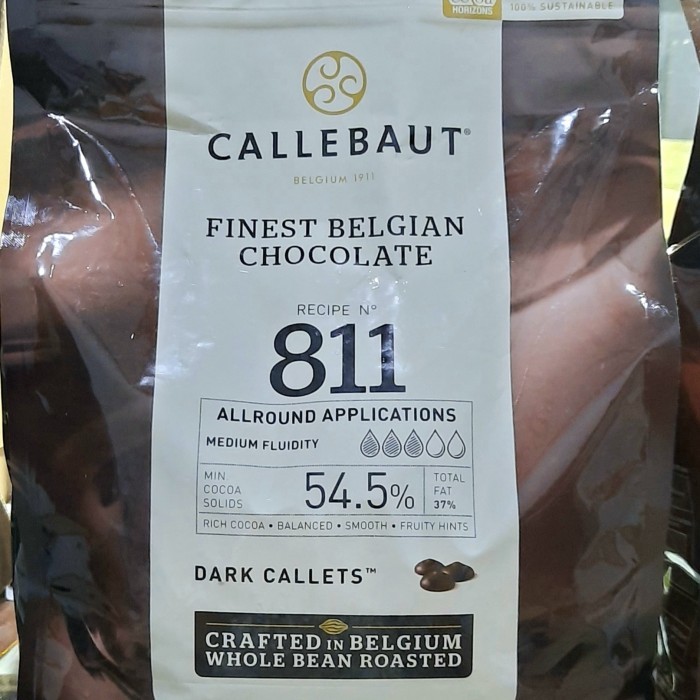 HORIZONS
100% SUSTAINABLE
CALLEBAUT®
BELGIUM 1911
FINEST BELGIAN
CHOCOLATE
RECIPE N°
811
ALLROUND APPLICATIONS
MEDIUM FLUIDITY
MIN
COCOA
SOLIDS
54.5%
TOTAL
FAT
37%
RICH COCOA • BALANCED • SMOOTH • FRUITY HINTS
DARK CALLETS™
CRAFTED IN BELGIUM
WHOLE BEAN ROASTED